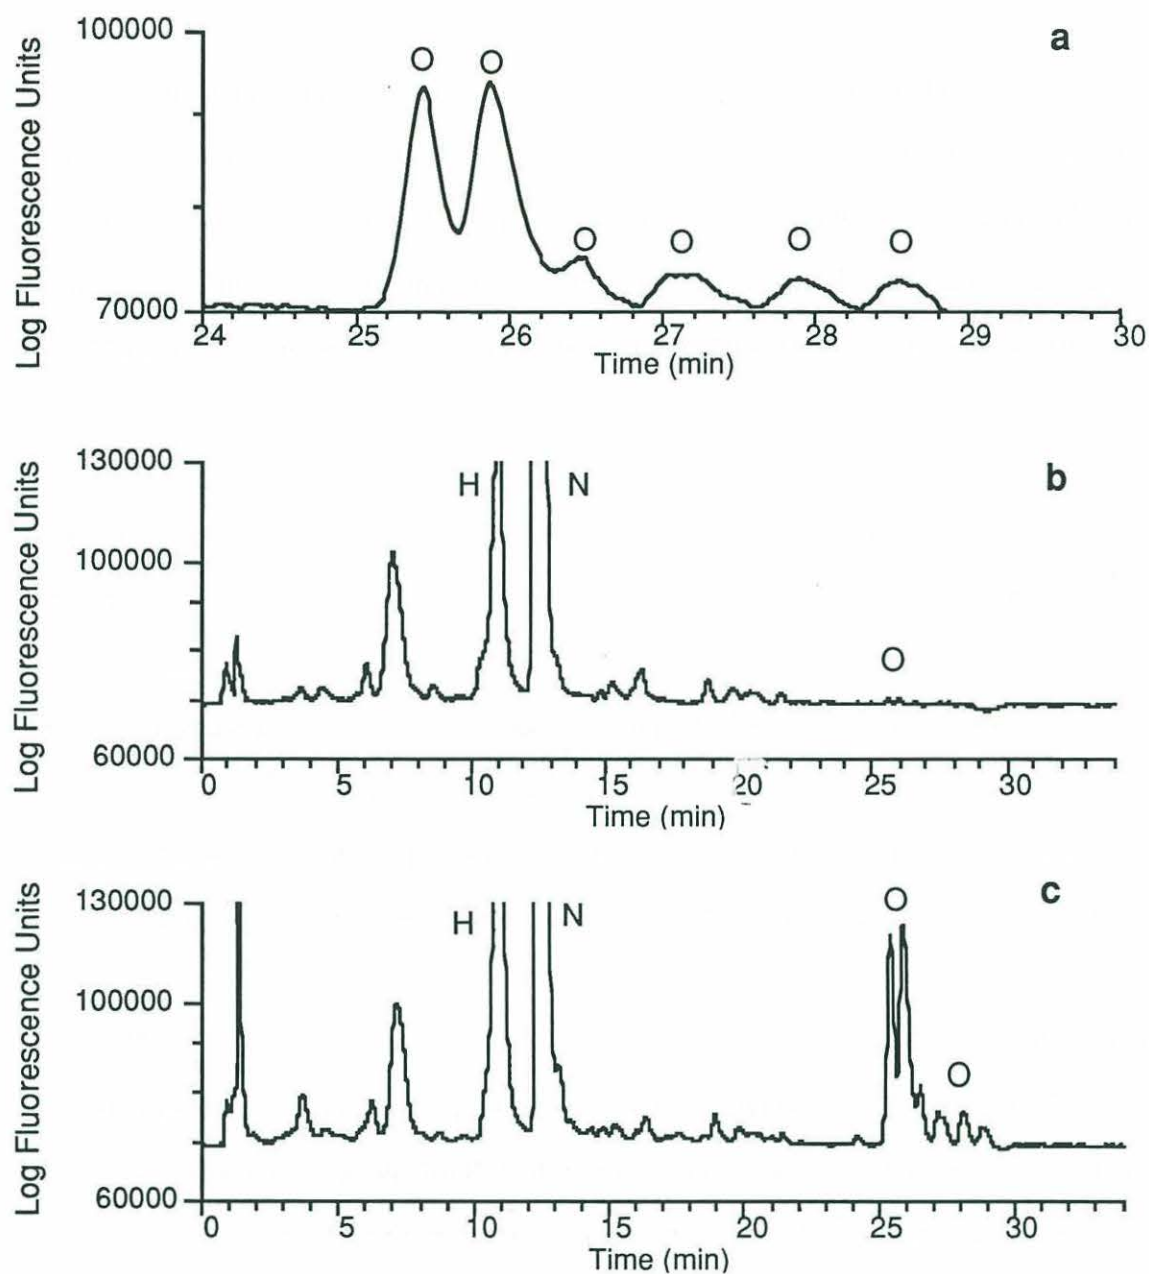 100000
a
O O O O O O
Log Fluorescence Units
70000
24 25 26 27 28 29 30
Time (min)
130000
H N
b
Log Fluorescence Units
100000
O
60000
0 5 10 15 20 25 30
Time (min)
130000
O
c
H N
Log Fluorescence Units
100000
O
60000
0 5 10 15 20 25 30
Time (min)